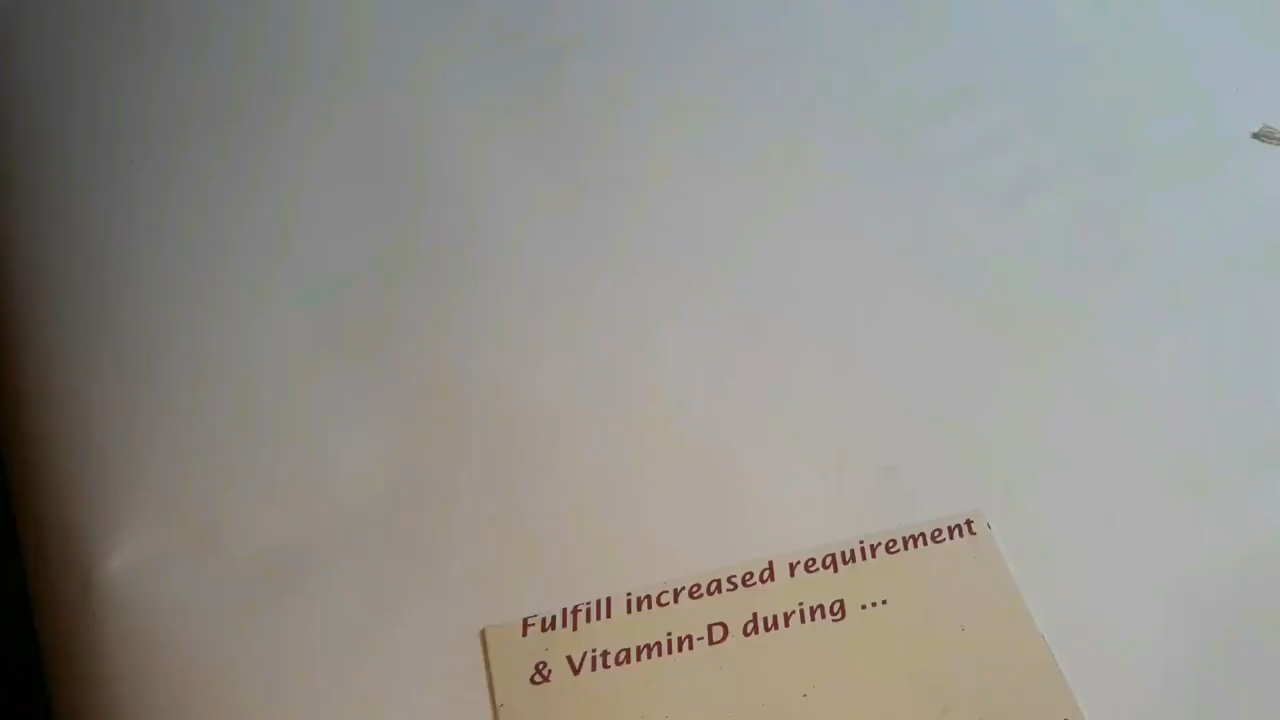 Fulfill increased requirement
& Vitamin-D during ...